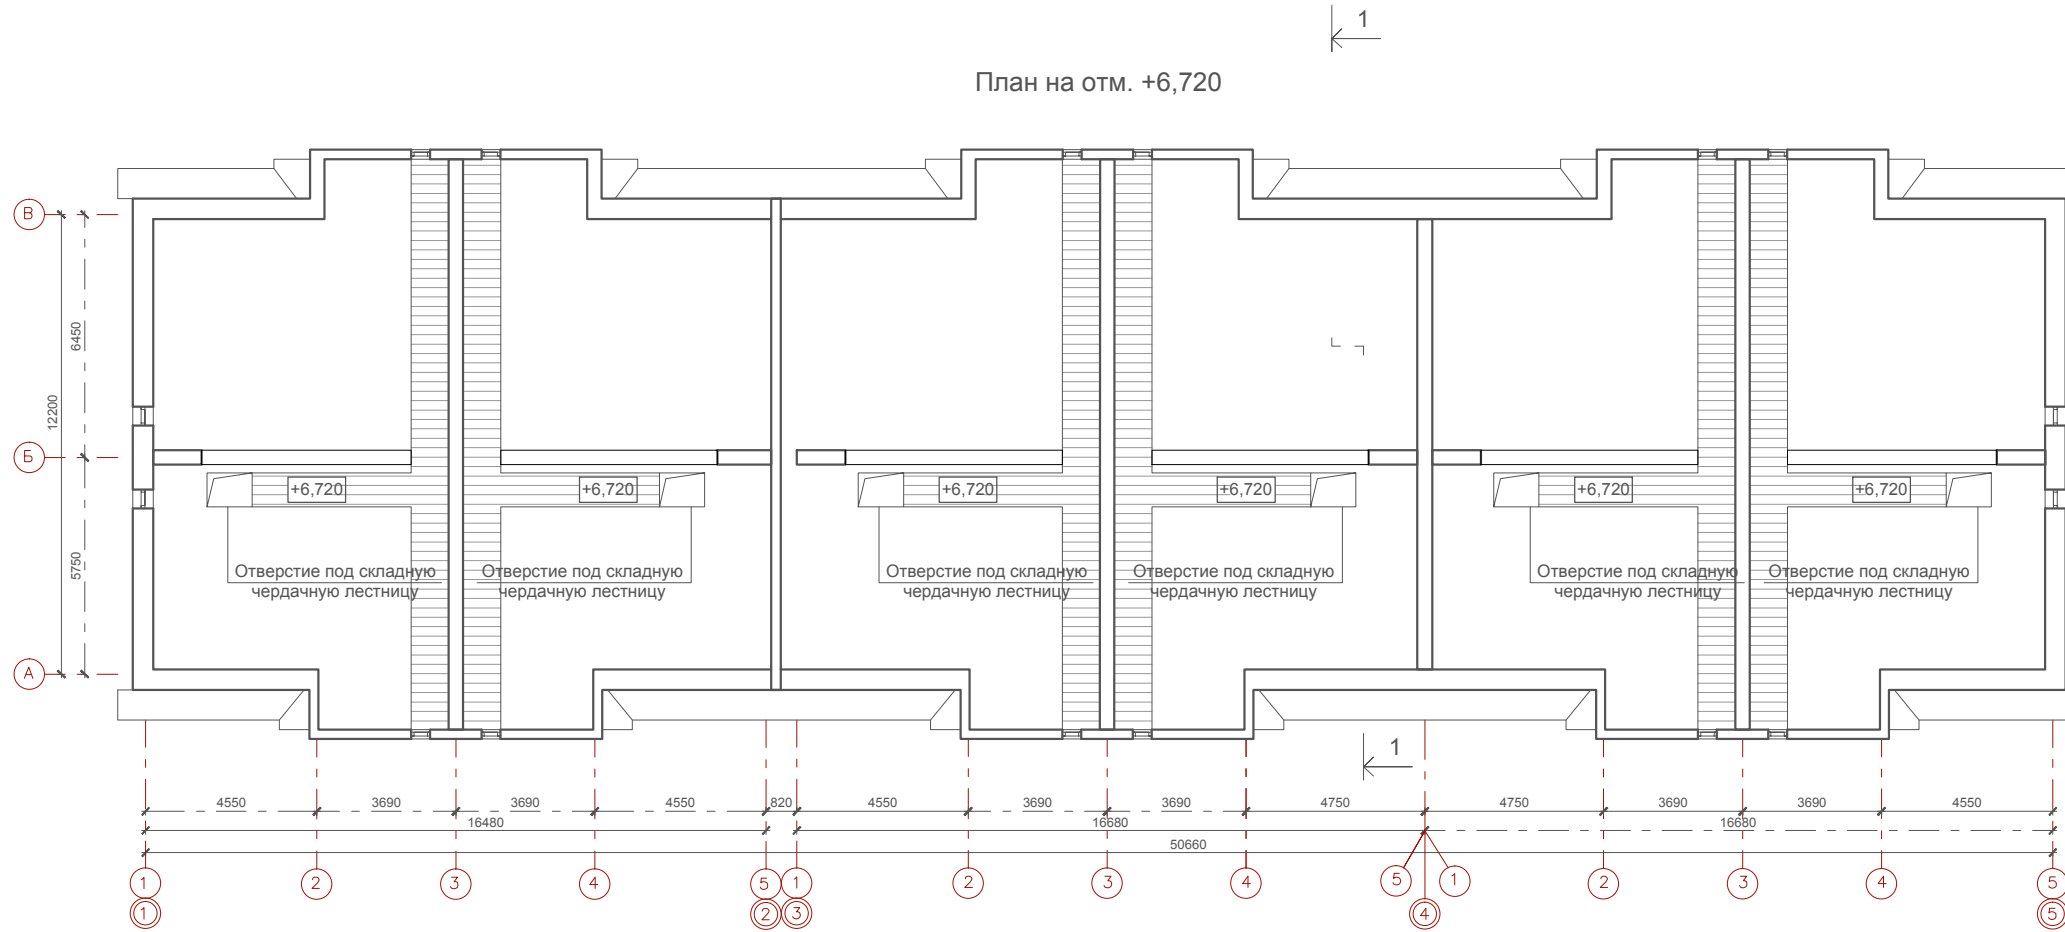 1
План на отм. +6,720
В
6450
12200
Б
+6,720
+6,720
+6,720
+6,720
+6,720
+6,720
5750
Отверстие под складную
чердачную лестницу
Отверстие под складную
чердачную лестницу
Отверстие под складную
чердачную лестницу
Отверстие под складную
чердачную лестницу
Отверстие под складную
чердачную лестницу
Отверстие под складную
чердачную лестницу
А
1
4550 3690 3690 4550 820 4550 3690 3690 4750 4750 3690 3690 4550
16480 16680 16680
50660
1 2 3 4 5 1 2 3 4 5 1 2 3 4 5
1 2 3 4 5